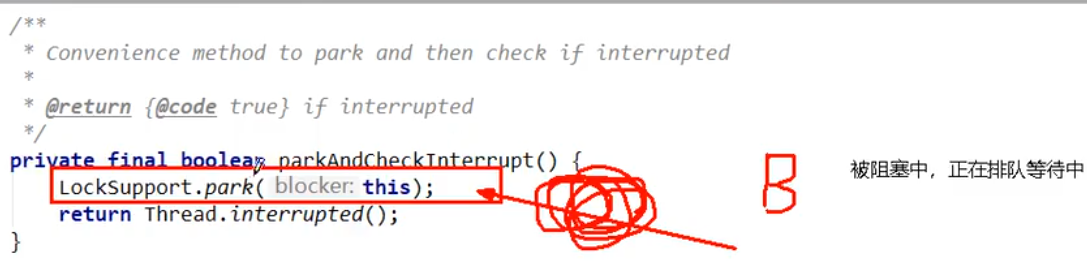 /**
* Convenience method to park and then check if interrupted
*
* @return {@code true} if interrupted
*/
private final boolean parkAndCheckInterrupt() {
LockSupport.park( blocker: this);
return Thread.interrupted();
}
B
被阻塞中，正在排队等待中